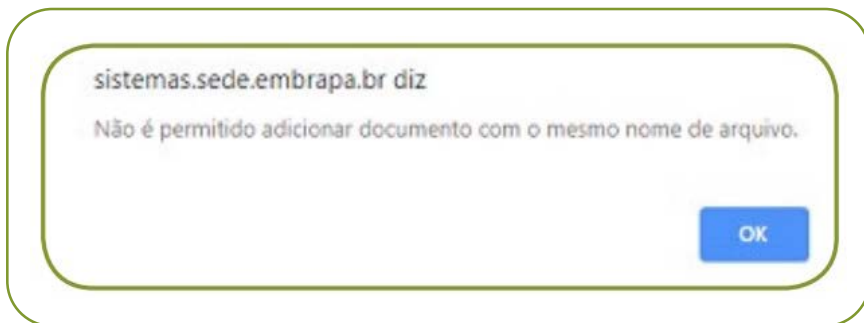 sistemas.sede.embrapa.br diz
Não é permitido adicionar documento com o mesmo nome de arquivo.
OK